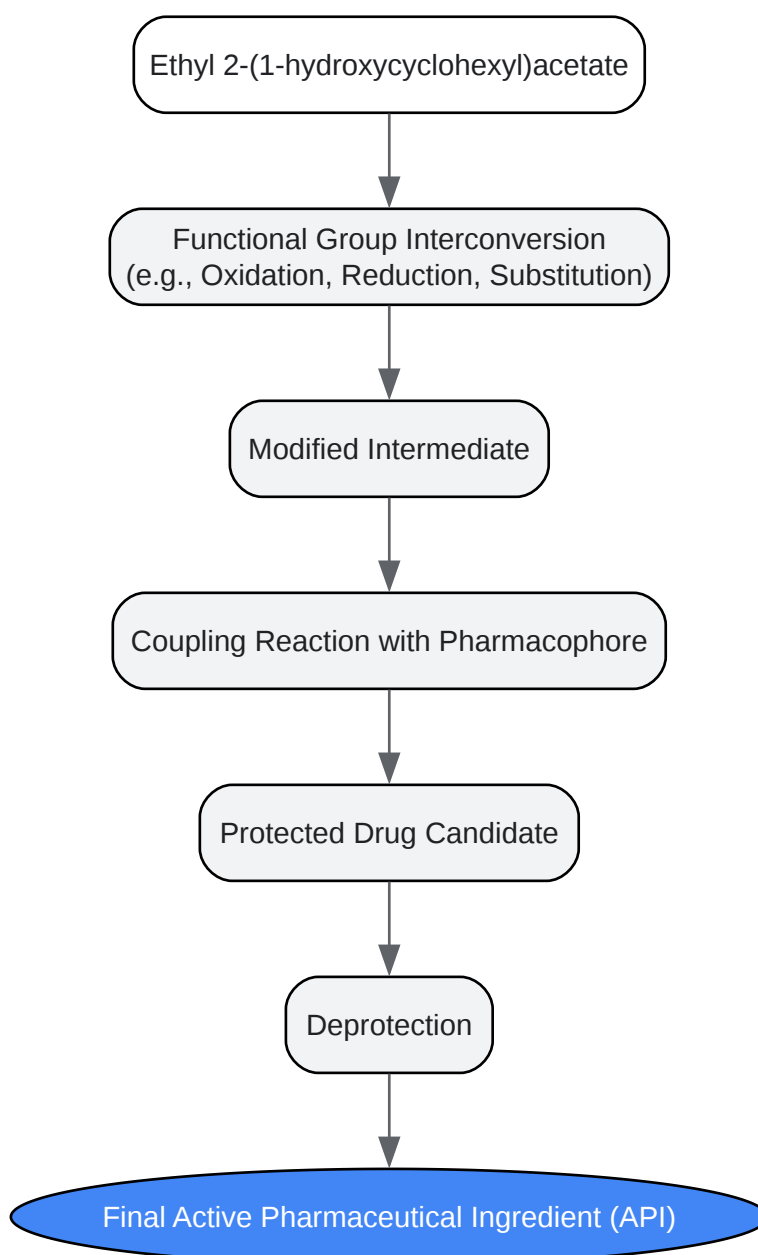 Ethyl 2-(1-hydroxycyclohexyl)acetate
Functional Group Interconversion
(e.g., Oxidation, Reduction, Substitution)
Modified Intermediate
Coupling Reaction with Pharmacophore
Protected Drug Candidate
Deprotection
Final Active Pharmaceutical Ingredient (API)